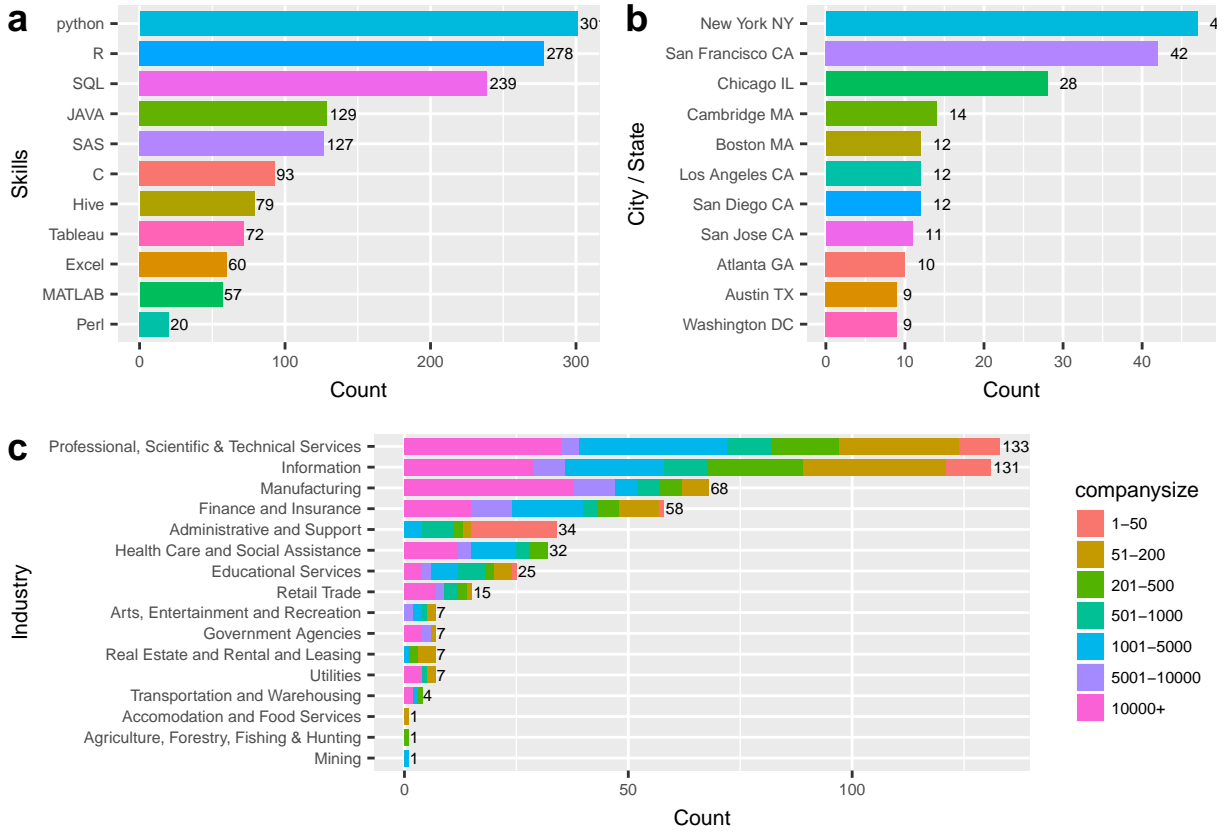 a
python 301
R 278
SQL 239
JAVA 129
SAS 127
C 93
Hive 79
Tableau 72
Excel 60
MATLAB 57
Perl 20
0 100 200 300
Count
Skills
b
New York NY 4
San Francisco CA 42
Chicago IL 28
Cambridge MA 14
Boston MA 12
Los Angeles CA 12
San Diego CA 12
San Jose CA 11
Atlanta GA 10
Austin TX 9
Washington DC 9
0 10 20 30 40
Count
City / State
c
Professional, Scientific & Technical Services 133
Information 131
Manufacturing 68
Finance and Insurance 58
Administrative and Support 34
Health Care and Social Assistance 32
Educational Services 25
Retail Trade 15
Arts, Entertainment and Recreation 7
Government Agencies 7
Real Estate and Rental and Leasing 7
Utilities 7
Transportation and Warehousing 4
Accomodation and Food Services 1
Agriculture, Forestry, Fishing & Hunting 1
Mining 1
0 50 100
Count
Industry
companysize
1−50
51−200
201−500
501−1000
1001−5000
5001−10000
10000+